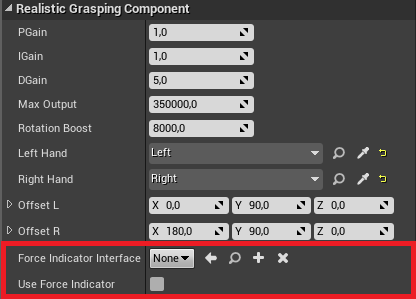 Realistic Grasping Component
PGain 1,0
IGain 1,0
DGain 5,0
Max Output 350000,0
Rotation Boost 8000,0
Left Hand Left
Right Hand Right
Offset L X 0,0 Y 90,0 Z 0,0
Offset R X 180,0 Y 90,0 Z 0,0
Force Indicator Interface None
Use Force Indicator